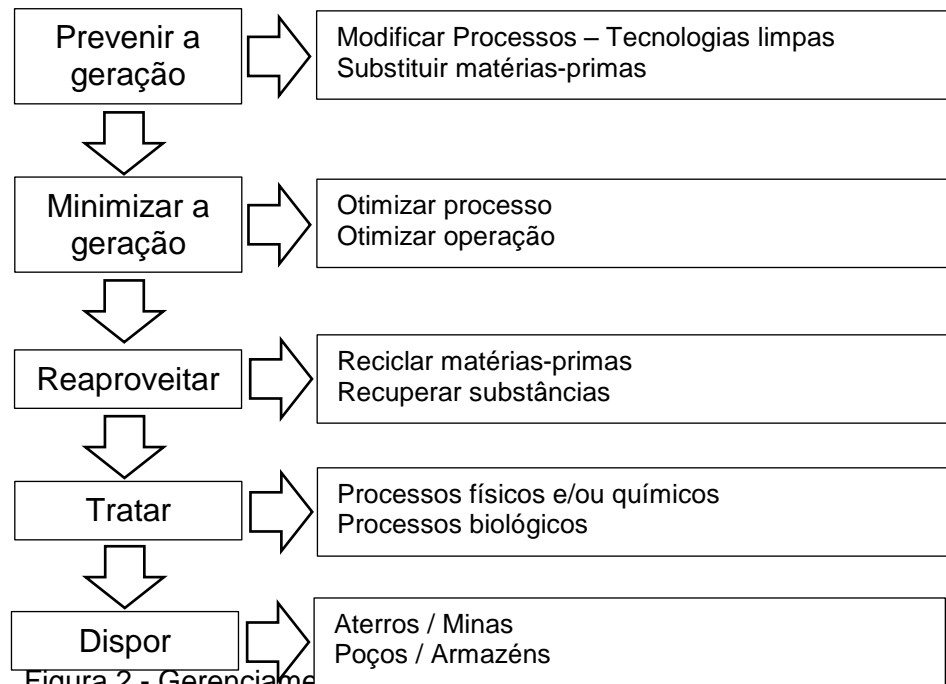 Prevenir a
geração
Modificar Processos – Tecnologias limpas
Substituir matérias-primas
Minimizar a
geração
Otimizar processo
Otimizar operação
Reaproveitar
Reciclar matérias-primas
Recuperar substâncias
Tratar
Processos físicos e/ou químicos
Processos biológicos
Dispor
Aterros / Minas
Poços / Armazéns
Figura 2 - Gerenciame